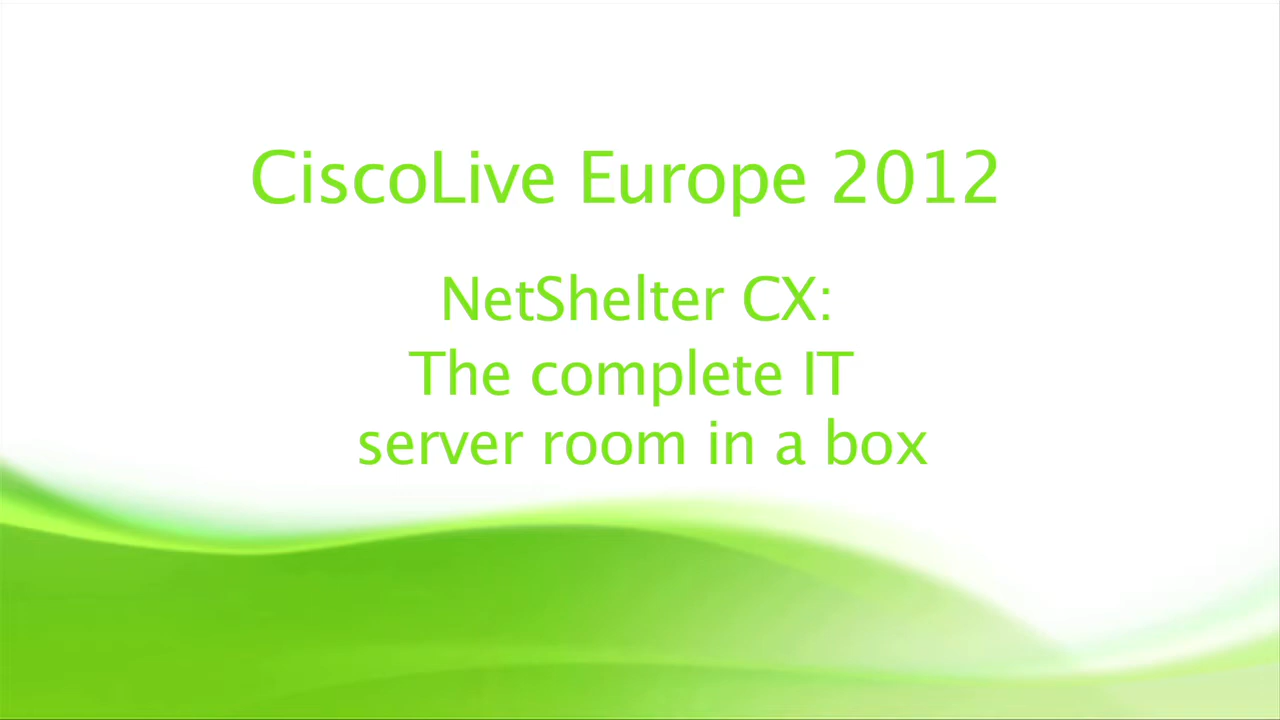 CiscoLive Europe 2012
NetShelter CX:
The complete IT
server room in a box